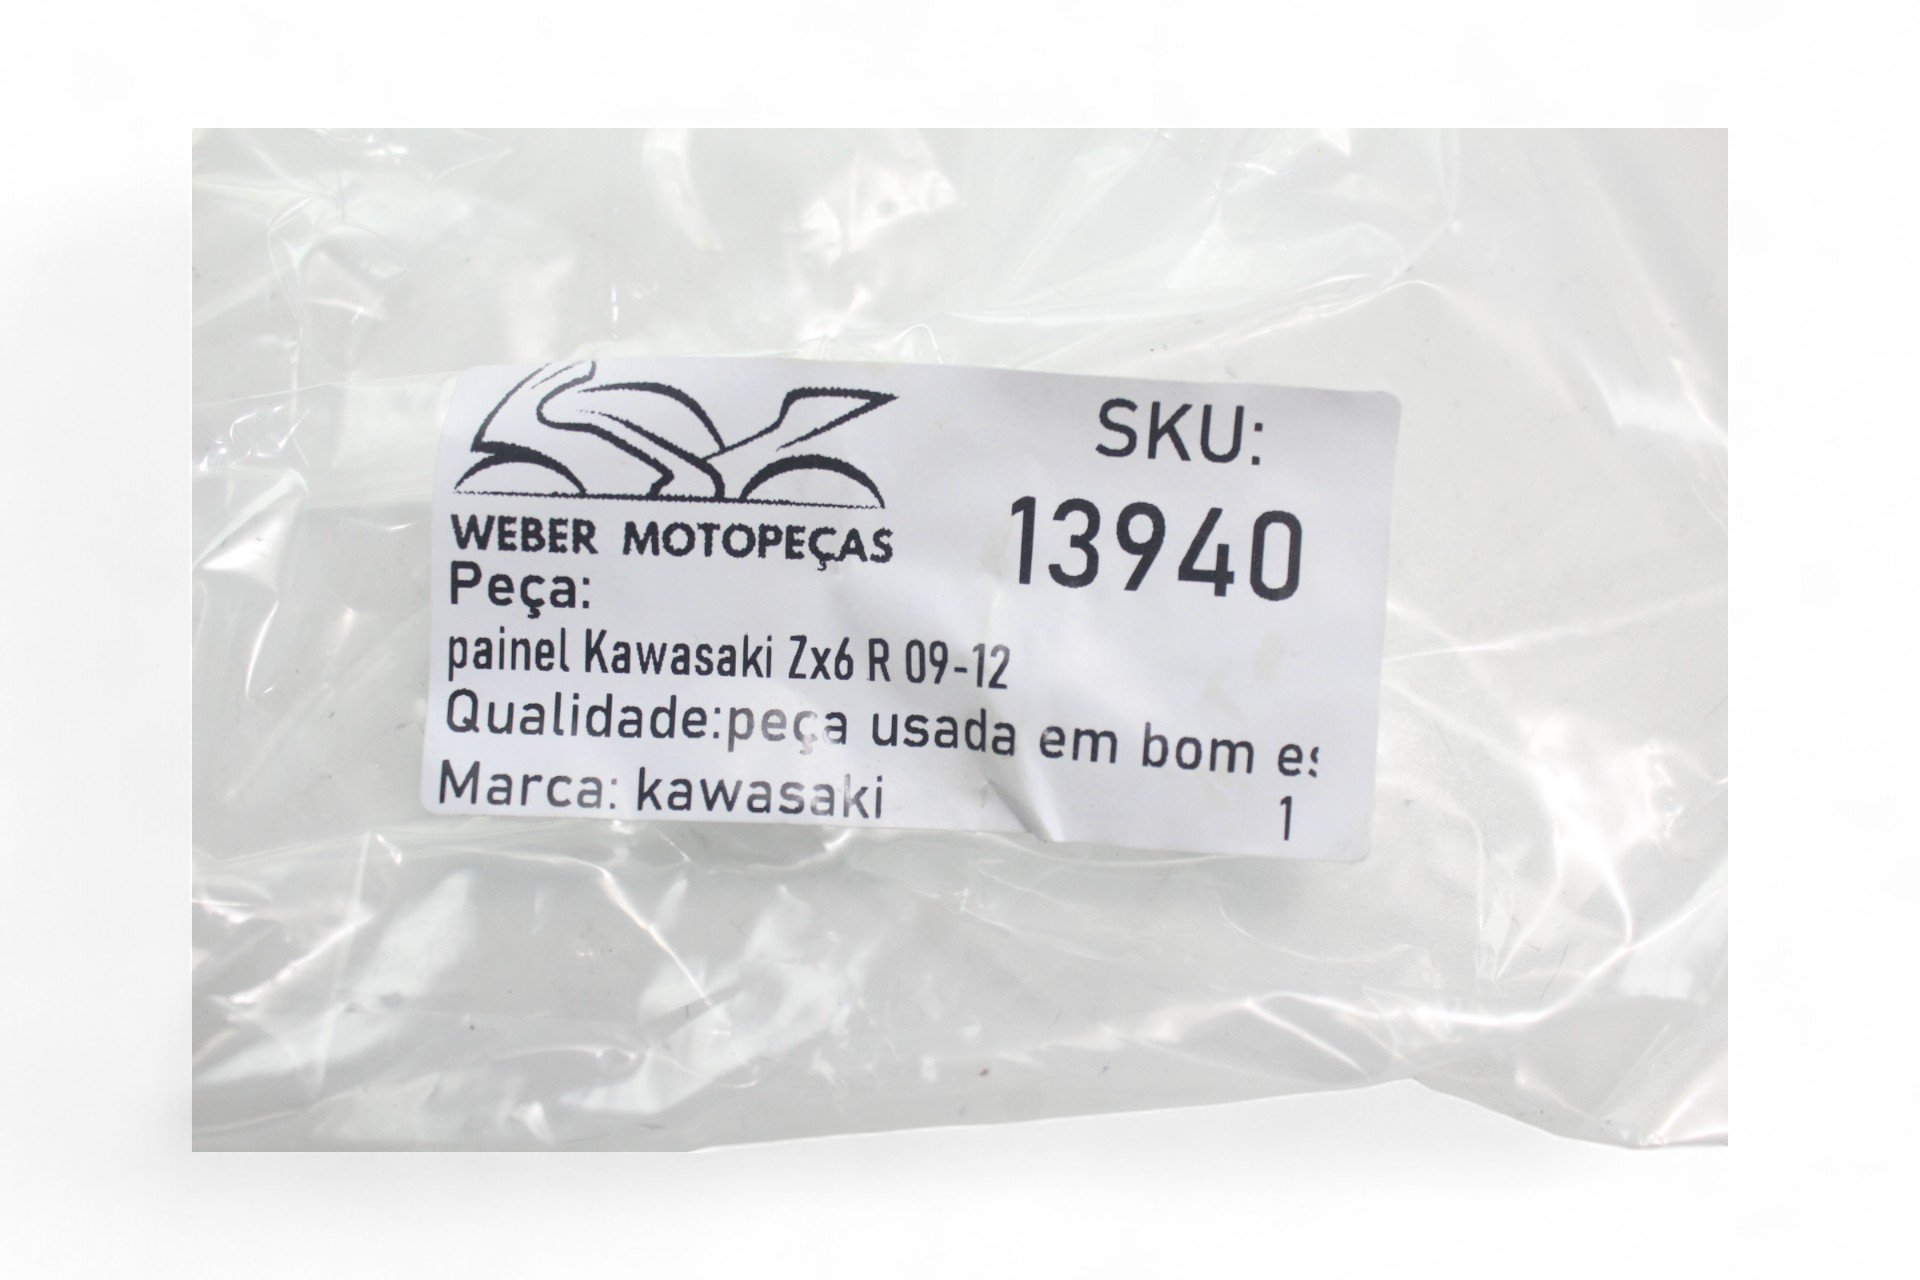 SKU:
13940
WEBER MOTOPEÇAS
Peça:
painel Kawasaki Zx6 R 09-12
Qualidade:peça usada em bom es
Marca: kawasaki
1